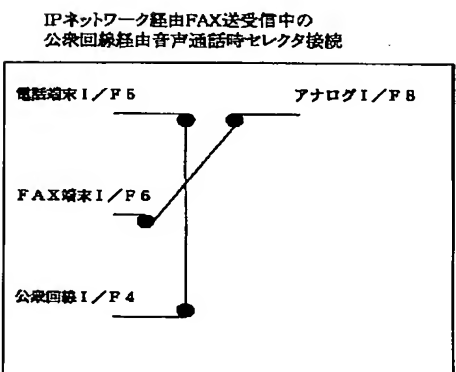 IPネットワーク経由FAX送受信中の
公衆回線経由音声通話時セレクタ接続
電話端末I／F5
アナログI／F8
FAX端末I／F6
公衆回線I／F4